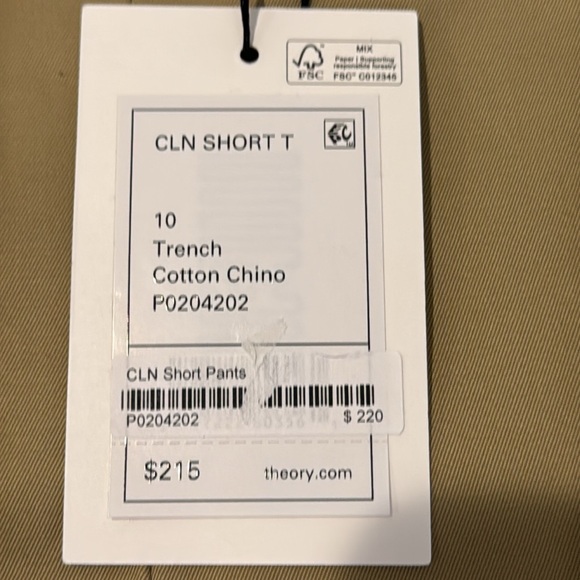 MIX
Paper | Supporting
responsible forestry
FSC® C012345
FSC
CLN SHORT T
10
Trench
Cotton Chino
P0204202
CLN Short Pants
P0204202
$ 220
$215
theory.com